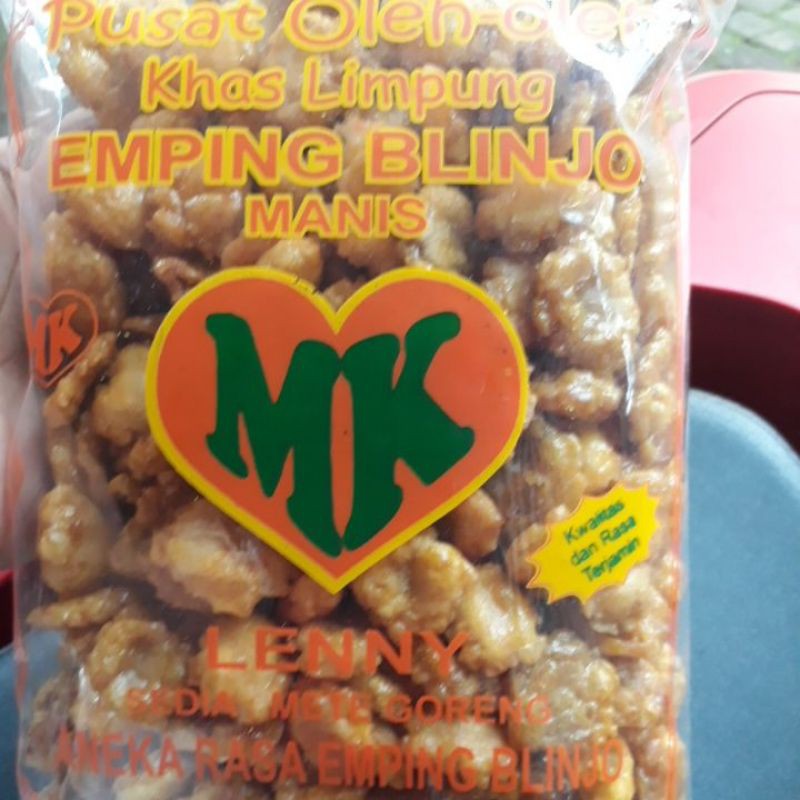 Pusat Oleh-oleh
Khas Limpung
EMPING BLINJO
MANIS
MK
MK
Kwalitas
dan Rasa
Terjamin
LENNY
SEDIA : METE GORENG
ANEKA RASA EMPING BLINJO